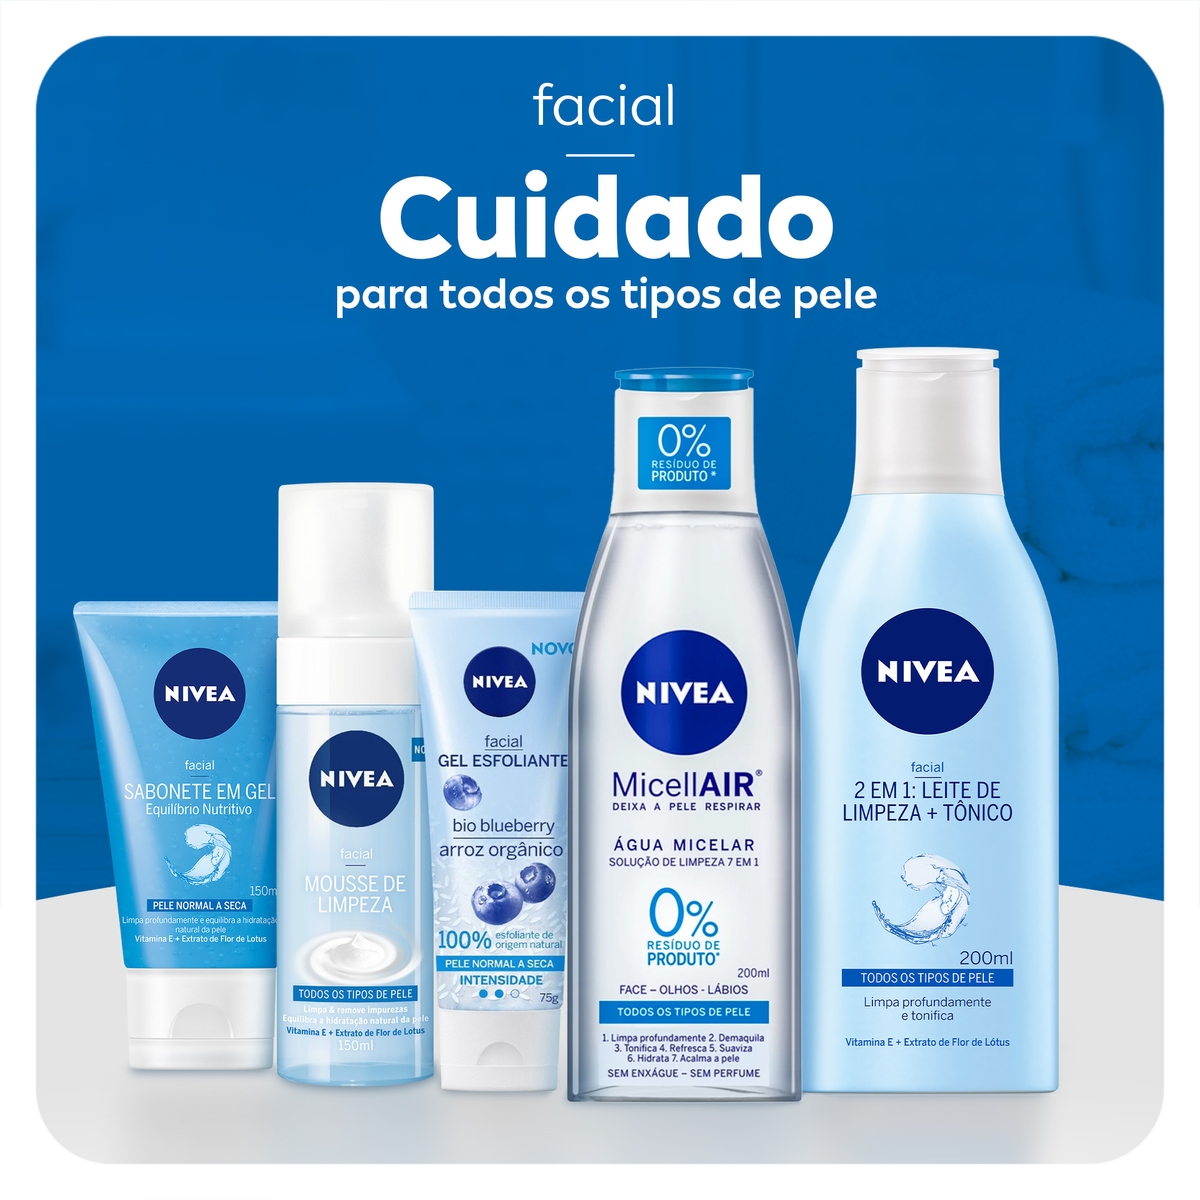 facial
Cuidado
para todos os tipos de pele
NIVEA
facial
SABONETE EM GEL
Equilíbrio Nutritivo
150m
PELE NORMAL A SECA
Limpa profundamente e equilibra a hidratação
natural da pele
Vitamina E + Extrato de Flor de Lotus
NO
NIVEA
facial
MOUSSE DE
LIMPEZA
TODOS OS TIPOS DE PELE
Limpa & remove impurezas
Equilibra a hidratação natural da pele
Vitamina E + Extrato de Flor de Lotus
150ml
NOVO
NIVEA
facial
GEL ESFOLIANTE
bio blueberry
arroz orgânico
100% esfoliante de
origem natural
PELE NORMAL A SECA
INTENSIDADE
75g
0%
RESÍDUO DE
PRODUTO*
NIVEA
MicellAIR®
DEIXA A PELE RESPIRAR
ÁGUA MICELAR
SOLUÇÃO DE LIMPEZA 7 EM 1
0%
RESÍDUO DE
PRODUTO*
200ml
FACE – OLHOS - LÁBIOS
TODOS OS TIPOS DE PELE
1. Limpa profundamente 2. Demaquila
3. Tonifica 4. Refresca 5. Suaviza
6. Hidrata 7. Acalma a pele
SEM ENXÁGUE – SEM PERFUME
NIVEA
facial
2 EM 1: LEITE DE
LIMPEZA + TÔNICO
200ml
TODOS OS TIPOS DE PELE
Limpa profundamente
e tonifica
Vitamina E + Extrato de Flor de Lótus